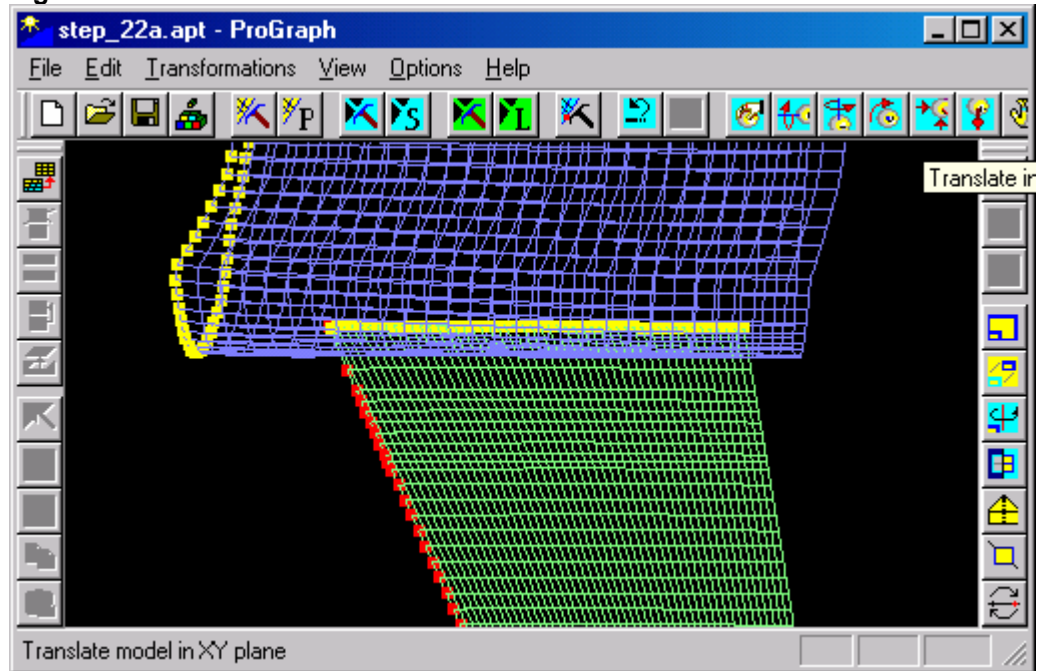 step_22a.apt - ProGraph
File Edit Transformations View Options Help
P S L
Translate in
Translate model in XY plane